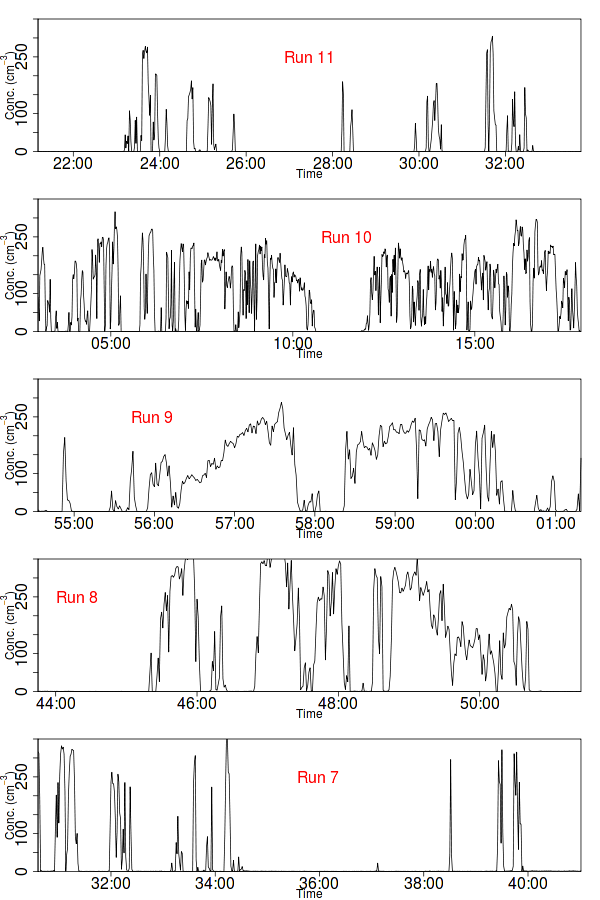 Run 11
Conc. (cm⁻³)
0 100 250
22:00 24:00 26:00 28:00 30:00 32:00
Time
Run 10
Conc. (cm⁻³)
0 100 250
05:00 10:00 15:00
Time
Run 9
Conc. (cm⁻³)
0 100 250
55:00 56:00 57:00 58:00 59:00 00:00 01:00
Time
Run 8
Conc. (cm⁻³)
0 100 250
44:00 46:00 48:00 50:00
Time
Run 7
Conc. (cm⁻³)
0 100 250
32:00 34:00 36:00 38:00 40:00
Time